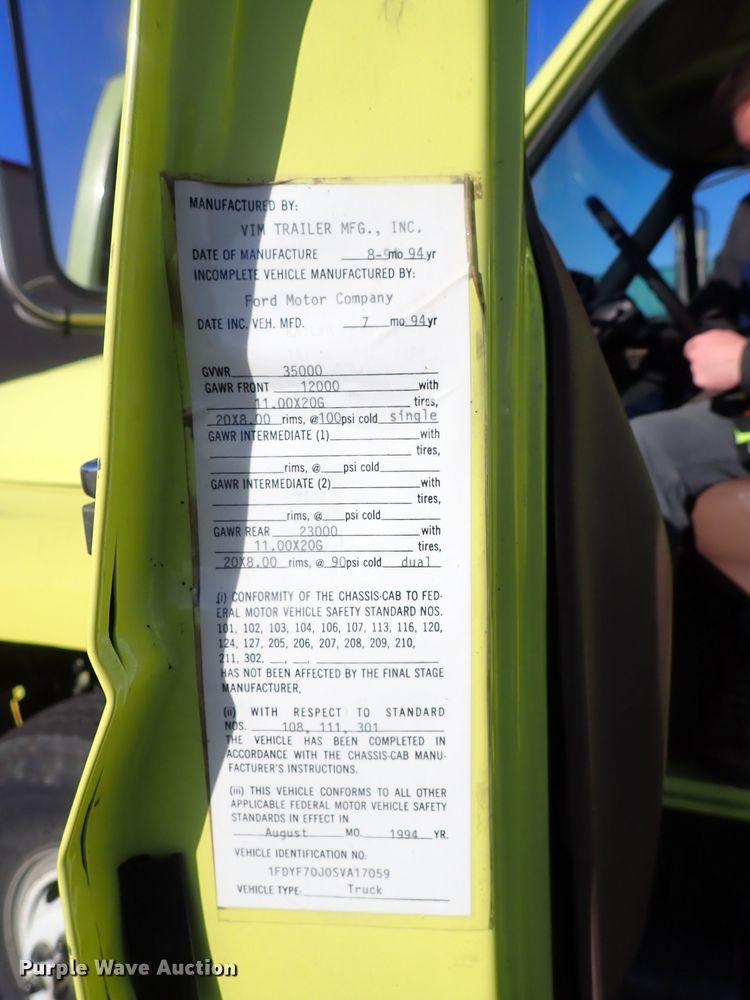 MANUFACTURED BY:
VIM TRAILER MFG., INC.
DATE OF MANUFACTURE 8-9 mo 94 yr
INCOMPLETE VEHICLE MANUFACTURED BY:
Ford Motor Company
DATE INC. VEH. MFD. 7 mo 94 yr
GVWR 35000
GAWR FRONT 12000 with
11.00X20G tires,
20X8.00 rims, @100psi cold single
GAWR INTERMEDIATE (1) with
tires,
rims, @ psi cold
GAWR INTERMEDIATE (2) with
tires,
rims, @ psi cold
GAWR REAR 23000 with
11.00X20G tires,
20X8.00 rims, @ 90psi cold dual
(i) CONFORMITY OF THE CHASSIS-CAB TO FED-
ERAL MOTOR VEHICLE SAFETY STANDARD NOS.
101, 102, 103, 104, 106, 107, 113, 116, 120,
124, 127, 205, 206, 207, 208, 209, 210,
211, 302, __, __,
HAS NOT BEEN AFFECTED BY THE FINAL STAGE
MANUFACTURER,
(ii) WITH RESPECT TO STANDARD
NOS. 108, 111, 301
THE VEHICLE HAS BEEN COMPLETED IN
ACCORDANCE WITH THE CHASSIS-CAB MANU-
FACTURER'S INSTRUCTIONS.
(iii) THIS VEHICLE CONFORMS TO ALL OTHER
APPLICABLE FEDERAL MOTOR VEHICLE SAFETY
STANDARDS IN EFFECT IN
August MO. 1994 YR.
VEHICLE IDENTIFICATION NO:
1FDYF70J0SVA17059
VEHICLE TYPE: Truck
Purple Wave Auction